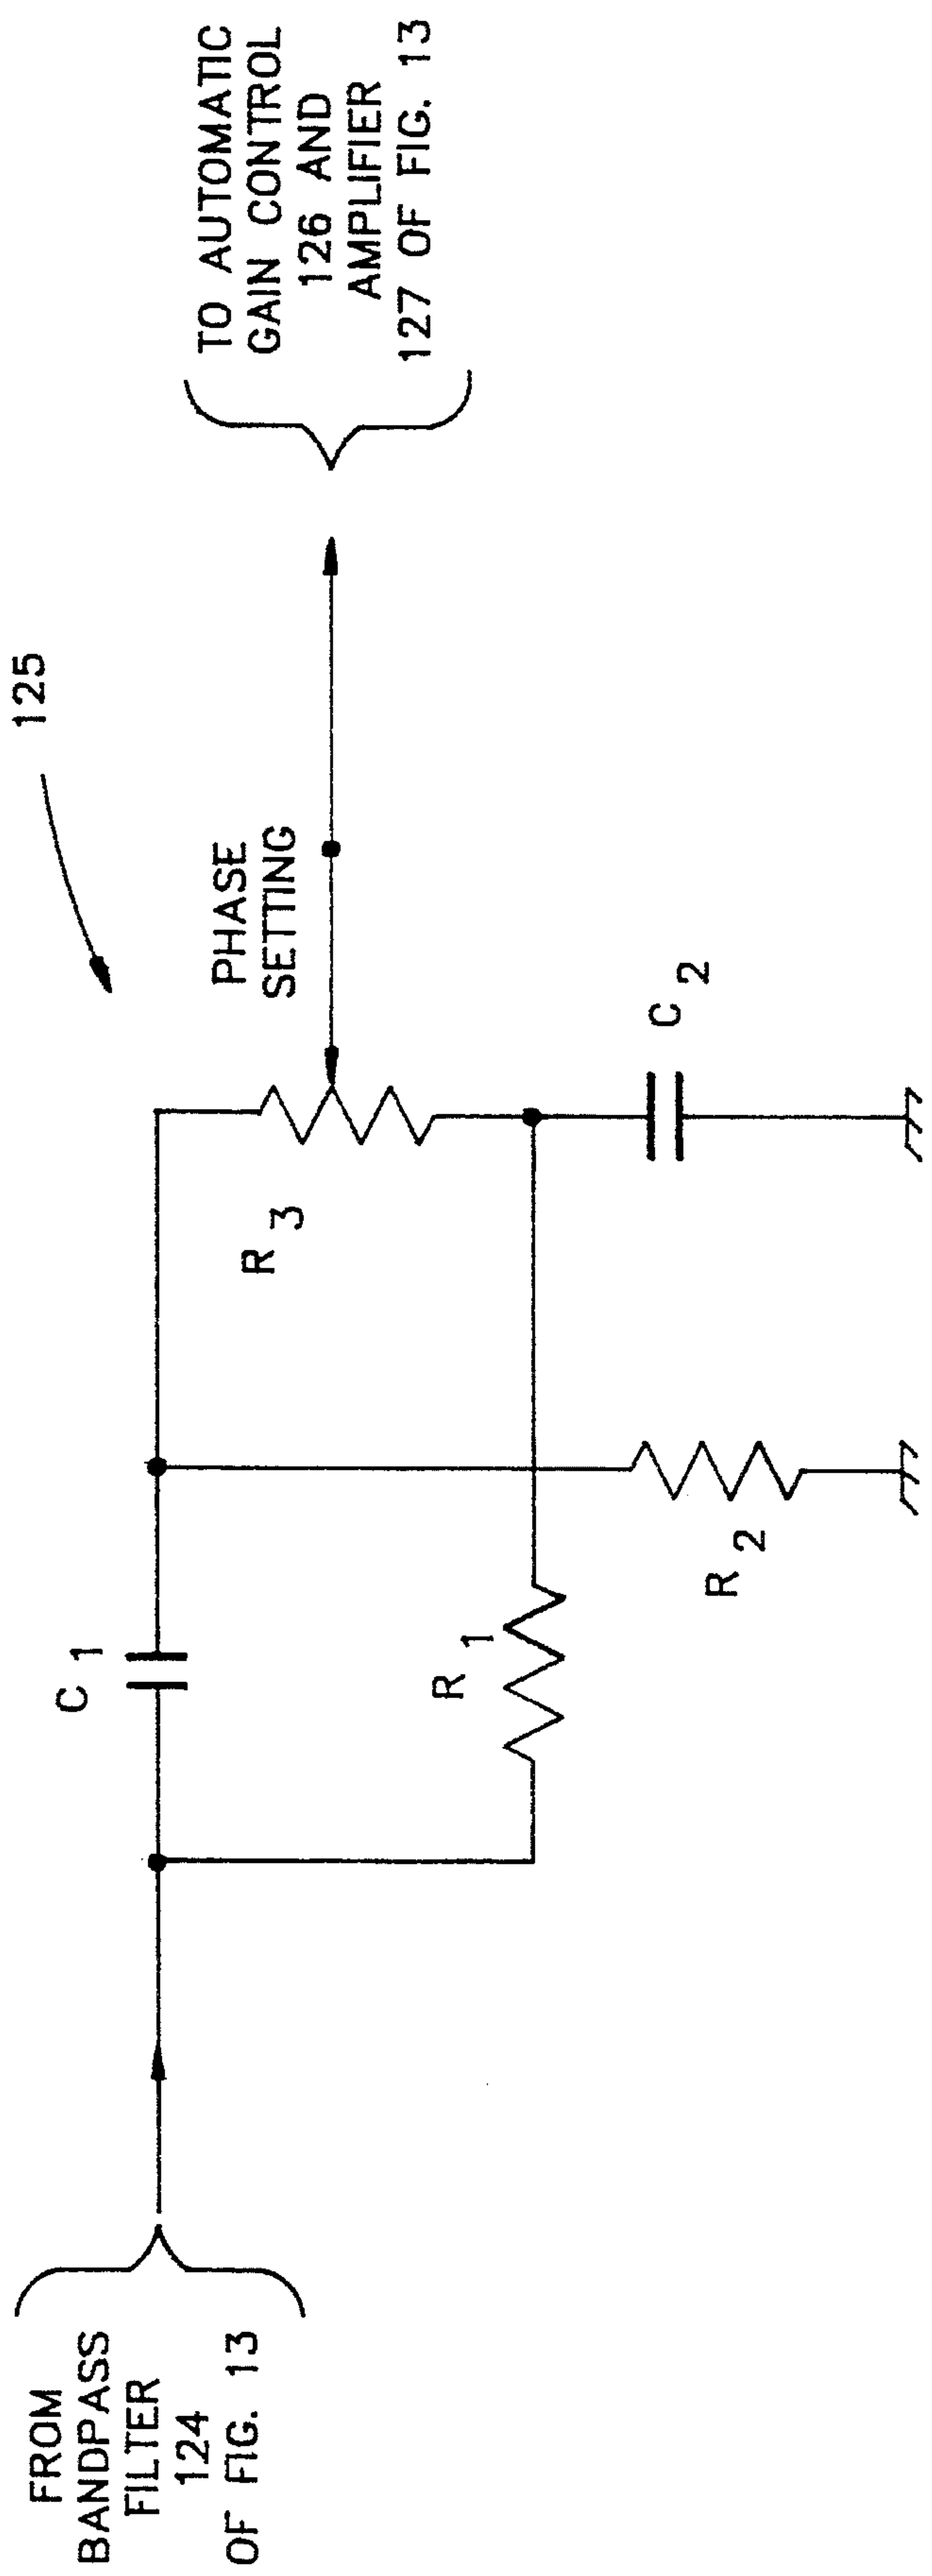 FROM
BANDPASS
FILTER
124
OF FIG. 13
C 1
R 1
R 2
R 3
C 2
PHASE
SETTING
125
TO AUTOMATIC
GAIN CONTROL
126 AND
AMPLIFIER
127 OF FIG. 13